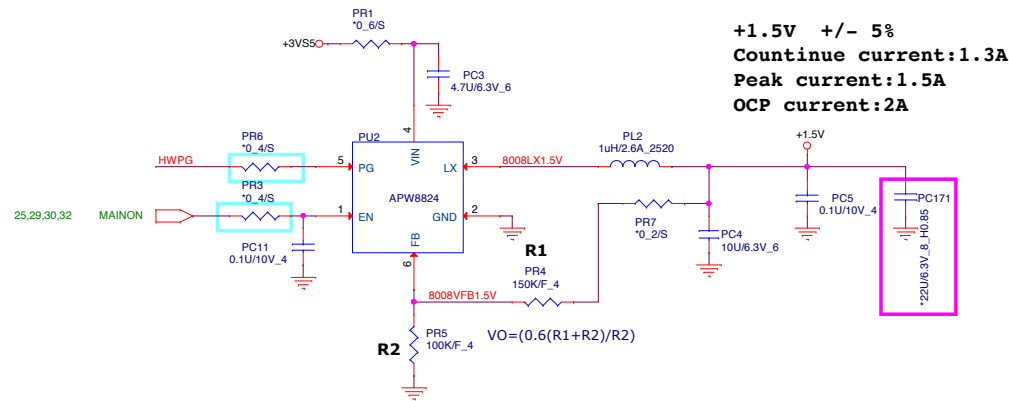 PR1
*0_6/S
+3VS5
PC3
4.7U/6.3V_6
+1.5V +/- 5%
Countinue current:1.3A
Peak current:1.5A
OCP current:2A
PR6
*0_4/S
HWPG
PR3
*0_4/S
25,29,30,32 MAINON
PC11
0.1U/10V_4
PU2
4
VIN
5 PG
LX 3
APW8824
1 EN
GND 2
FB
6
8008LX1.5V
PL2
1uH/2.6A_2520
+1.5V
PR7
*0_2/S
PC4
10U/6.3V_6
PC5
0.1U/10V_4
PC171
*22U/6.3V_8_H0.85
R1
PR4
150K/F_4
8008VFB1.5V
R2
PR5
100K/F_4
VO=(0.6(R1+R2)/R2)